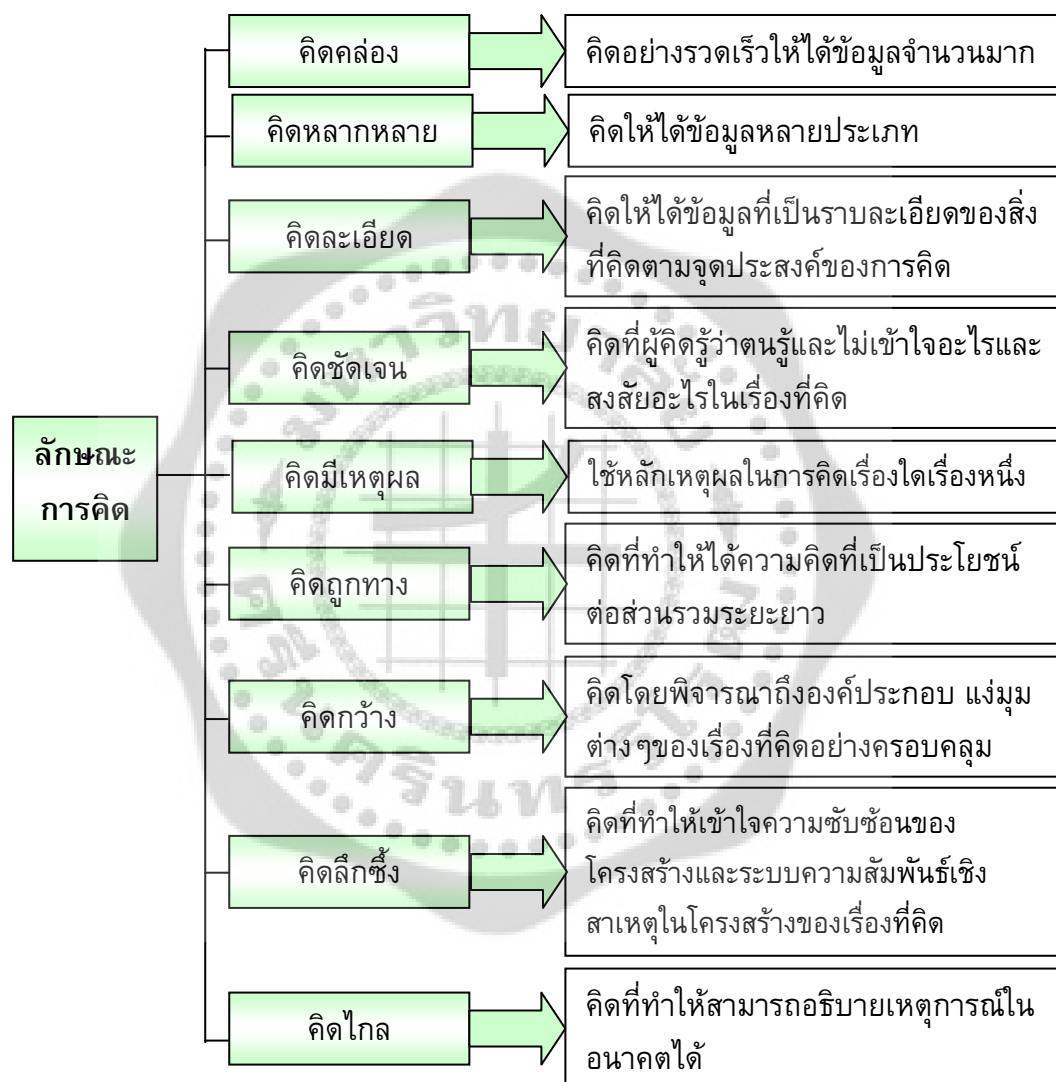 คิดคล่อง
คิดอย่างรวดเร็วให้ได้ข้อมูลจำนวนมาก
คิดหลากหลาย
คิดให้ได้ข้อมูลหลายประเภท
คิดละเอียด
คิดให้ได้ข้อมูลที่เป็นราบละเอียดของสิ่ง
ที่คิดตามจุดประสงค์ของการคิด
คิดชัดเจน
คิดที่ผู้คิดรู้ว่าตนรู้และไม่เข้าใจอะไรและ
สงสัยอะไรในเรื่องที่คิด
ลักษณะ
การคิด
คิดมีเหตุผล
ใช้หลักเหตุผลในการคิดเรื่องใดเรื่องหนึ่ง
คิดถูกทาง
คิดที่ทำให้ได้ความคิดที่เป็นประโยชน์
ต่อส่วนรวมระยะยาว
คิดกว้าง
คิดโดยพิจารณาถึงองค์ประกอบ แง่มุม
ต่างๆของเรื่องที่คิดอย่างครอบคลุม
คิดลึกซึ้ง
คิดที่ทำให้เข้าใจความซับซ้อนของ
โครงสร้างและระบบความสัมพันธ์เชิง
สาเหตุในโครงสร้างของเรื่องที่คิด
คิดไกล
คิดที่ทำให้สามารถอธิบายเหตุการณ์ใน
อนาคตได้
มหาวิทยาลัย
ศรีนครินทรวิโรฒ